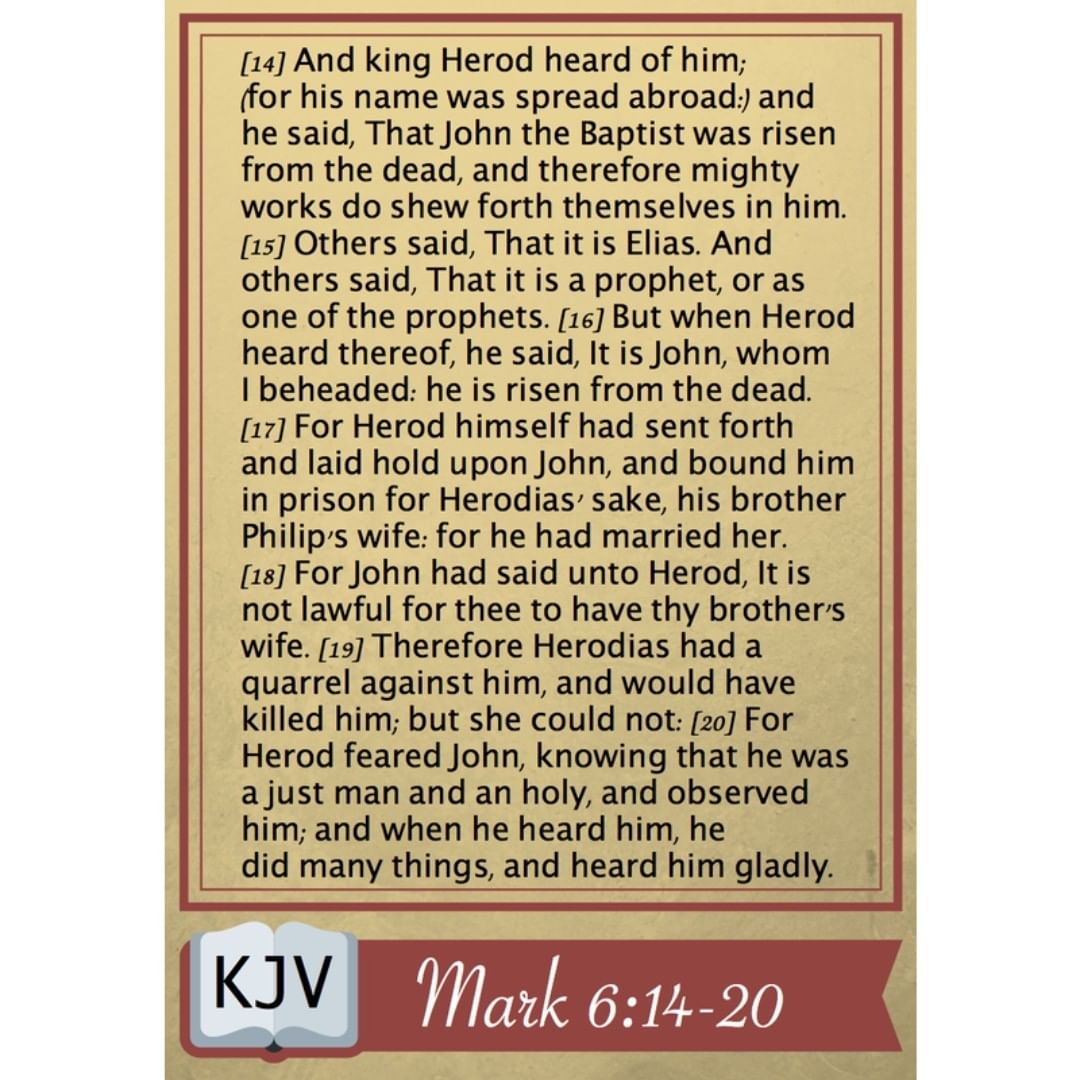 [14] And king Herod heard of him;
(for his name was spread abroad:) and
he said, That John the Baptist was risen
from the dead, and therefore mighty
works do shew forth themselves in him.
[15] Others said, That it is Elias. And
others said, That it is a prophet, or as
one of the prophets. [16] But when Herod
heard thereof, he said, It is John, whom
I beheaded: he is risen from the dead.
[17] For Herod himself had sent forth
and laid hold upon John, and bound him
in prison for Herodias' sake, his brother
Philip's wife: for he had married her.
[18] For John had said unto Herod, It is
not lawful for thee to have thy brother's
wife. [19] Therefore Herodias had a
quarrel against him, and would have
killed him; but she could not: [20] For
Herod feared John, knowing that he was
a just man and an holy, and observed
him; and when he heard him, he
did many things, and heard him gladly.
KJV
Mark 6:14-20